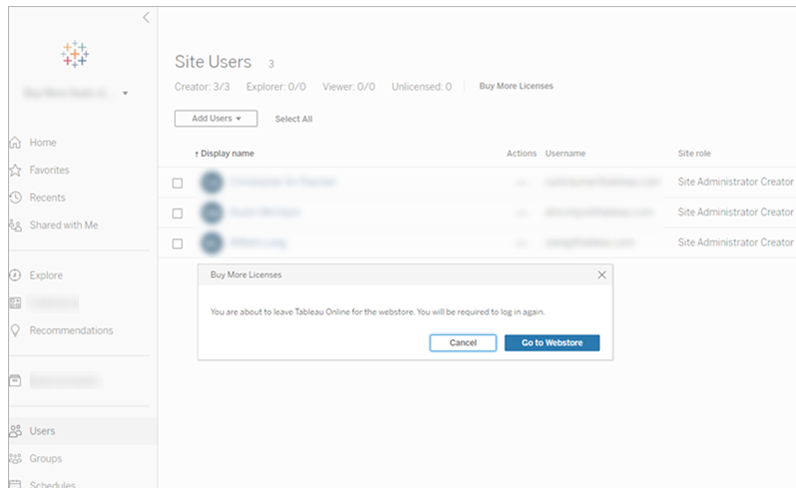 Site Users 3
Creator: 3/3 Explorer: 0/0 Viewer: 0/0 Unlicensed: 0 Buy More Licenses
Add Users Select All
↑ Display name Actions Username Site role
Site Administrator Creator
Site Administrator Creator
Site Administrator Creator
Home
Favorites
Recents
Shared with Me
Explore
Recommendations
Users
Groups
Schedules
Buy More Licenses
You are about to leave Tableau Online for the webstore. You will be required to log in again.
Cancel Go to Webstore